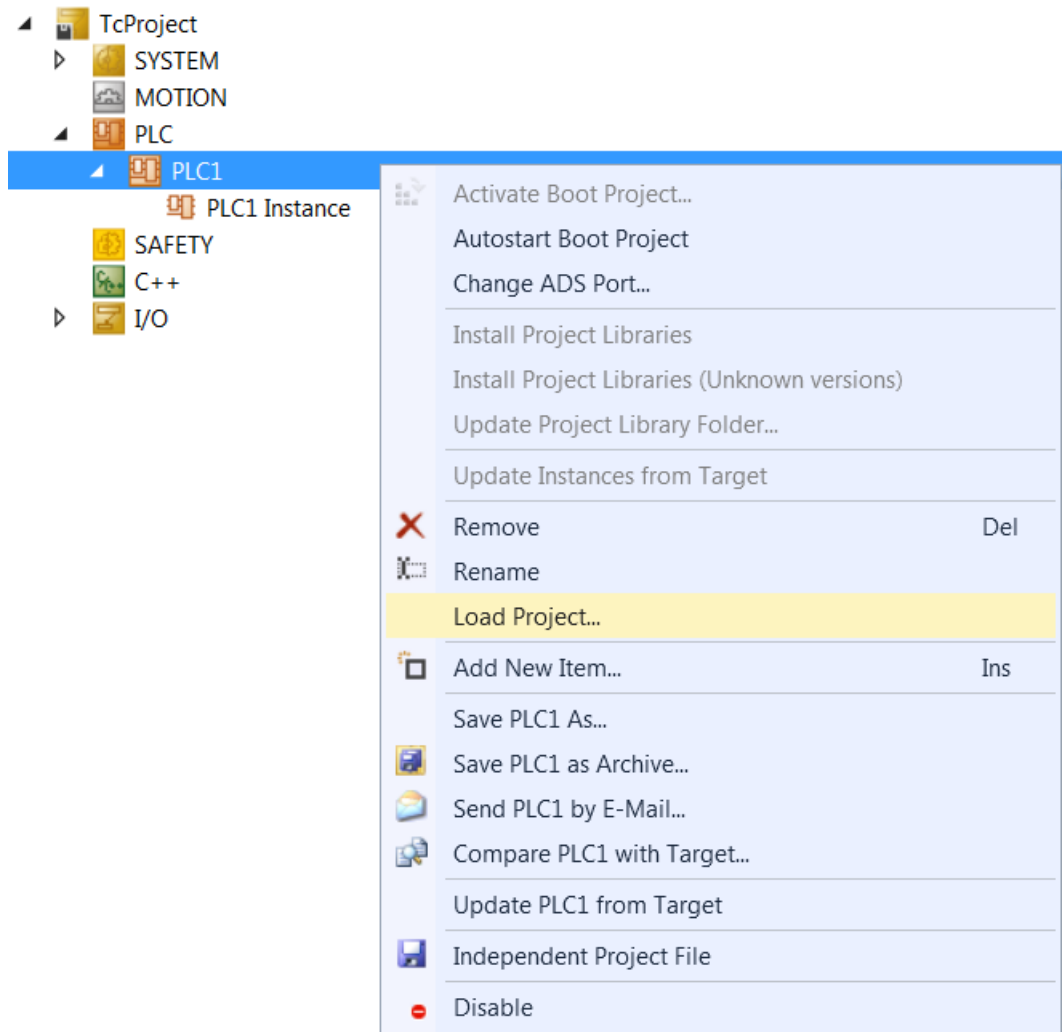 TcProject
SYSTEM
MOTION
PLC
PLC1
PLC1 Instance
SAFETY
C++
I/O
Activate Boot Project...
Autostart Boot Project
Change ADS Port...
Install Project Libraries
Install Project Libraries (Unknown versions)
Update Project Library Folder...
Update Instances from Target
Remove Del
Rename
Load Project...
Add New Item... Ins
Save PLC1 As...
Save PLC1 as Archive...
Send PLC1 by E-Mail...
Compare PLC1 with Target...
Update PLC1 from Target
Independent Project File
Disable